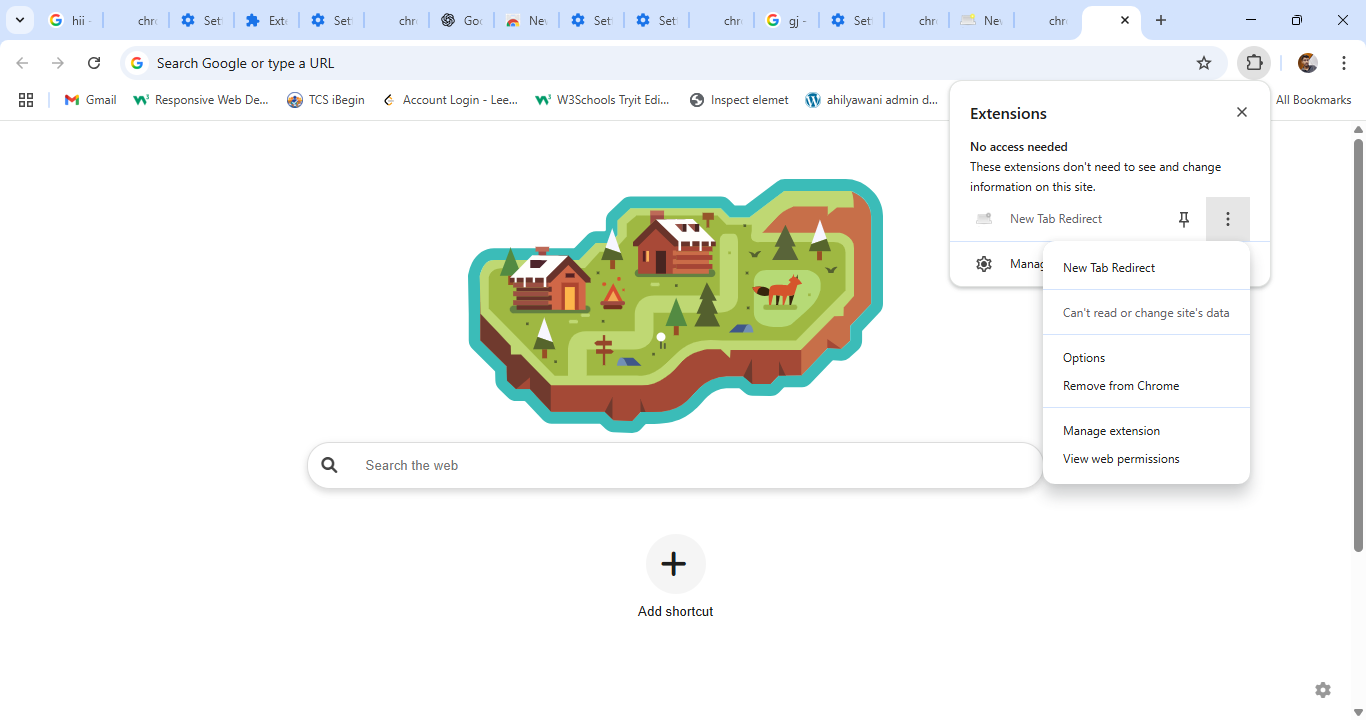 hii -
chr
Set
Ext
Set
chr
Goo
Nev
Set
Set
chr
gj -
Set
chr
Nev
chr
Search Google or type a URL
Gmail
Responsive Web De...
TCS iBegin
Account Login - Lee...
W3Schools Tryit Edi...
Inspect elemet
ahilyawani admin d...
All Bookmarks
Extensions
No access needed
These extensions don't need to see and change
information on this site.
New Tab Redirect
Manag
New Tab Redirect
Can't read or change site's data
Options
Remove from Chrome
Manage extension
View web permissions
Search the web
Add shortcut